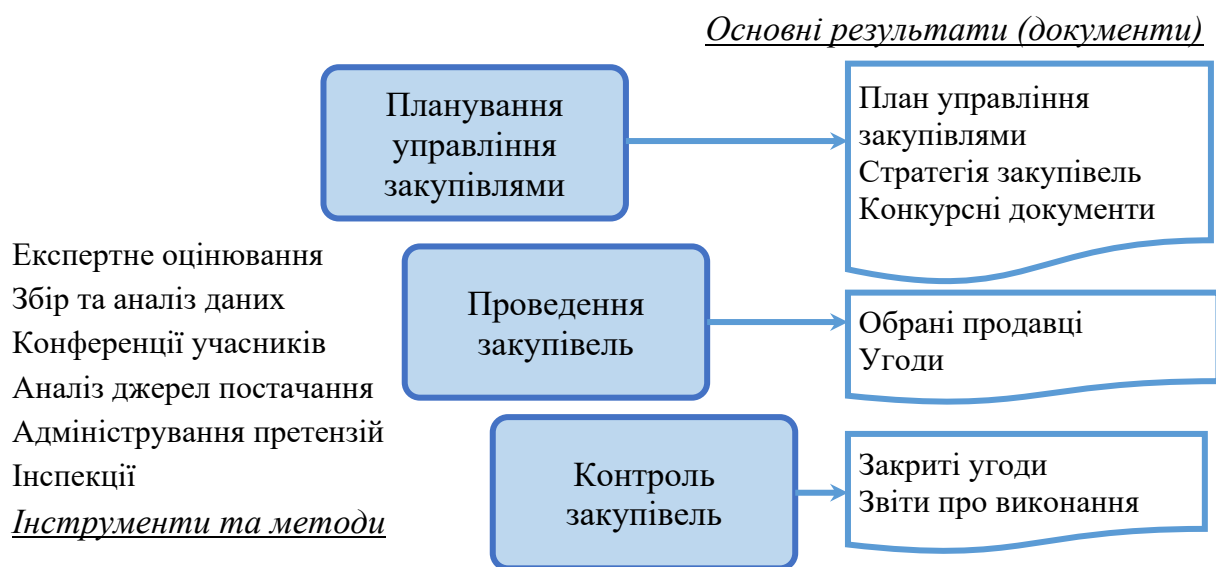 Основні результати (документи)
Планування
управління
закупівлями
План управління
закупівлями
Стратегія закупівель
Конкурсні документи
Експертне оцінювання
Збір та аналіз даних
Конференції учасників
Аналіз джерел постачання
Адміністрування претензій
Інспекції
Інструменти та методи
Проведення
закупівель
Обрані продавці
Угоди
Контроль
закупівель
Закриті угоди
Звіти про виконання